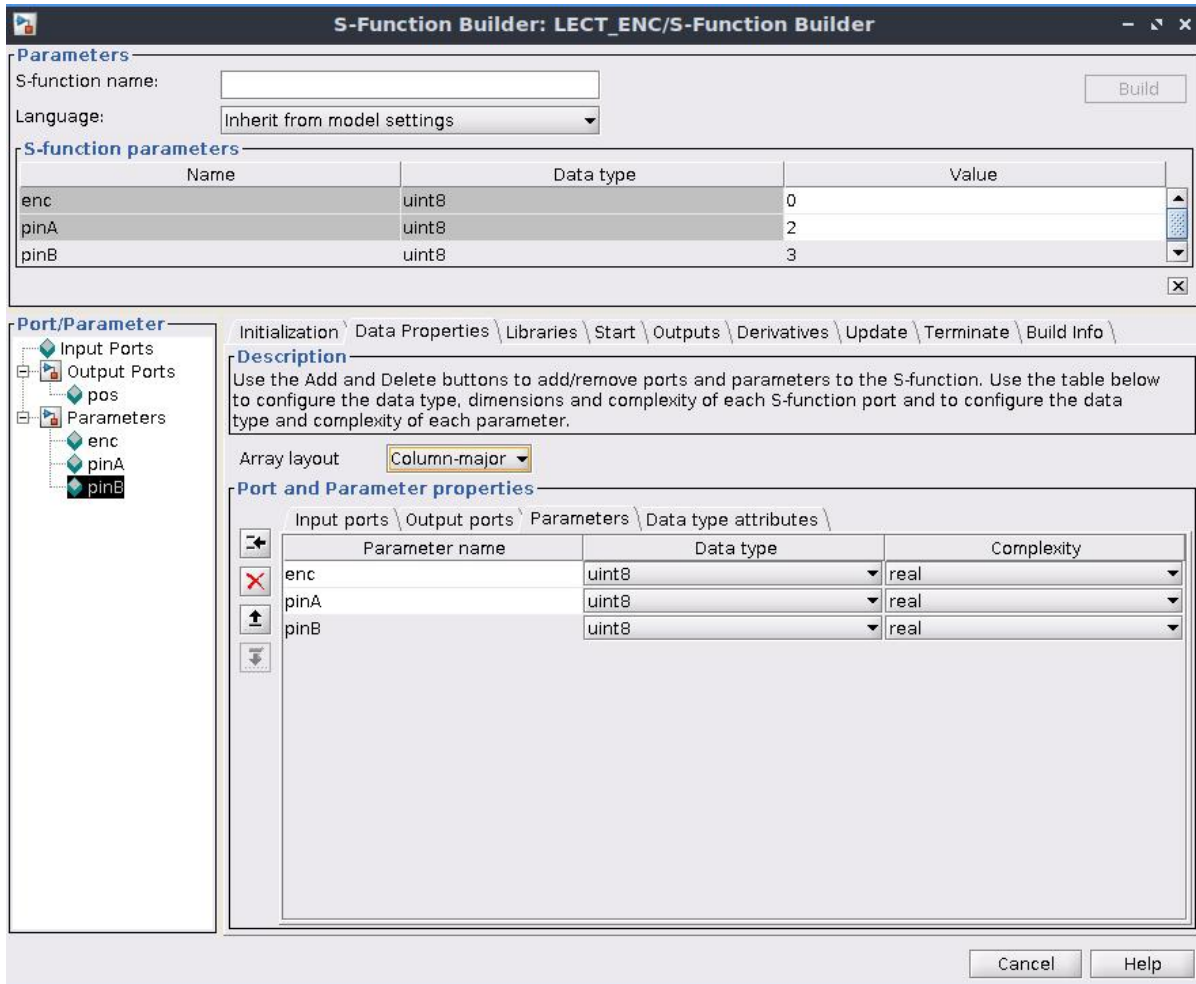 S-Function Builder: LECT_ENC/S-Function Builder
Parameters
S-function name:
Build
Language:
Inherit from model settings
S-function parameters
Name Data type Value
enc uint8 0
pinA uint8 2
pinB uint8 3
Port/Parameter
Input Ports
Output Ports
pos
Parameters
enc
pinA
pinB
Initialization Data Properties Libraries Start Outputs Derivatives Update Terminate Build Info
Description
Use the Add and Delete buttons to add/remove ports and parameters to the S-function. Use the table below
to configure the data type, dimensions and complexity of each S-function port and to configure the data
type and complexity of each parameter.
Array layout Column-major
Port and Parameter properties
Input ports Output ports Parameters Data type attributes
Parameter name Data type Complexity
enc uint8 real
pinA uint8 real
pinB uint8 real
Cancel Help